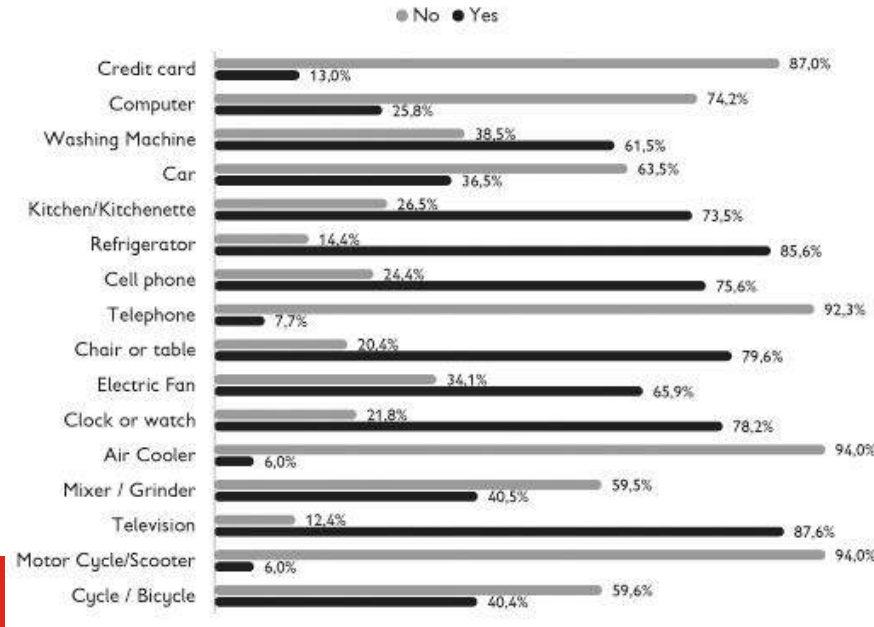 No Yes
Credit card 87,0%
13,0%
Computer 74,2%
25,8%
Washing Machine 38,5%
61,5%
Car 63,5%
36,5%
Kitchen/Kitchenette 26,5%
73,5%
Refrigerator 14,4%
85,6%
Cell phone 24,4%
75,6%
Telephone 92,3%
7,7%
Chair or table 20,4%
79,6%
Electric Fan 34,1%
65,9%
Clock or watch 21,8%
78,2%
Air Cooler 94,0%
6,0%
Mixer / Grinder 59,5%
40,5%
Television 12,4%
87,6%
Motor Cycle/Scooter 94,0%
6,0%
Cycle / Bicycle 59,6%
40,4%